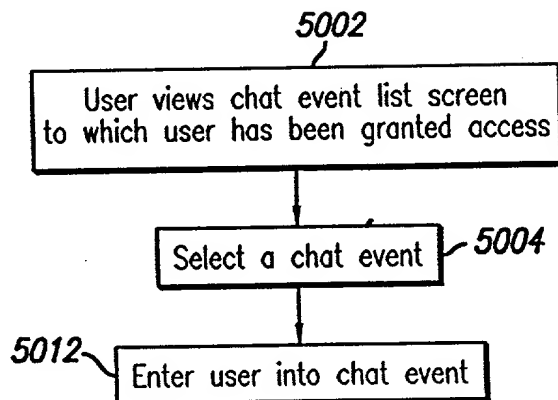 5002
User views chat event list screen
to which user has been granted access
Select a chat event
5004
5012
Enter user into chat event